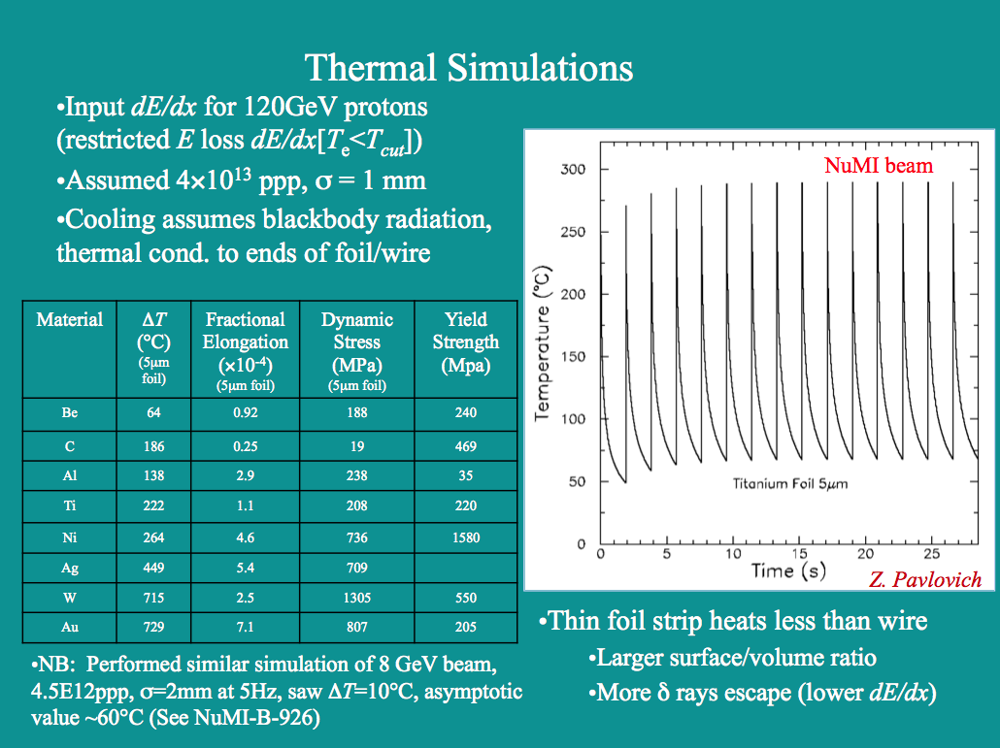 Thermal Simulations
•Input dE/dx for 120GeV protons
(restricted E loss dE/dx[Te<Tcut])
•Assumed 4×10¹³ ppp, σ = 1 mm
•Cooling assumes blackbody radiation,
thermal cond. to ends of foil/wire
Material ΔT (°C) (5μm foil) Fractional Elongation (×10⁻⁴) (5μm foil) Dynamic Stress (MPa) (5μm foil) Yield Strength (Mpa)
Be 64 0.92 188 240
C 186 0.25 19 469
Al 138 2.9 238 35
Ti 222 1.1 208 220
Ni 264 4.6 736 1580
Ag 449 5.4 709
W 715 2.5 1305 550
Au 729 7.1 807 205
•NB: Performed similar simulation of 8 GeV beam,
4.5E12ppp, σ=2mm at 5Hz, saw ΔT=10°C, asymptotic
value ~60°C (See NuMI-B-926)
NuMI beam
Temperature (°C)
300
250
200
150
100
50
0
Titanium Foil 5μm
0 5 10 15 20 25
Time (s)
Z. Pavlovich
•Thin foil strip heats less than wire
•Larger surface/volume ratio
•More δ rays escape (lower dE/dx)